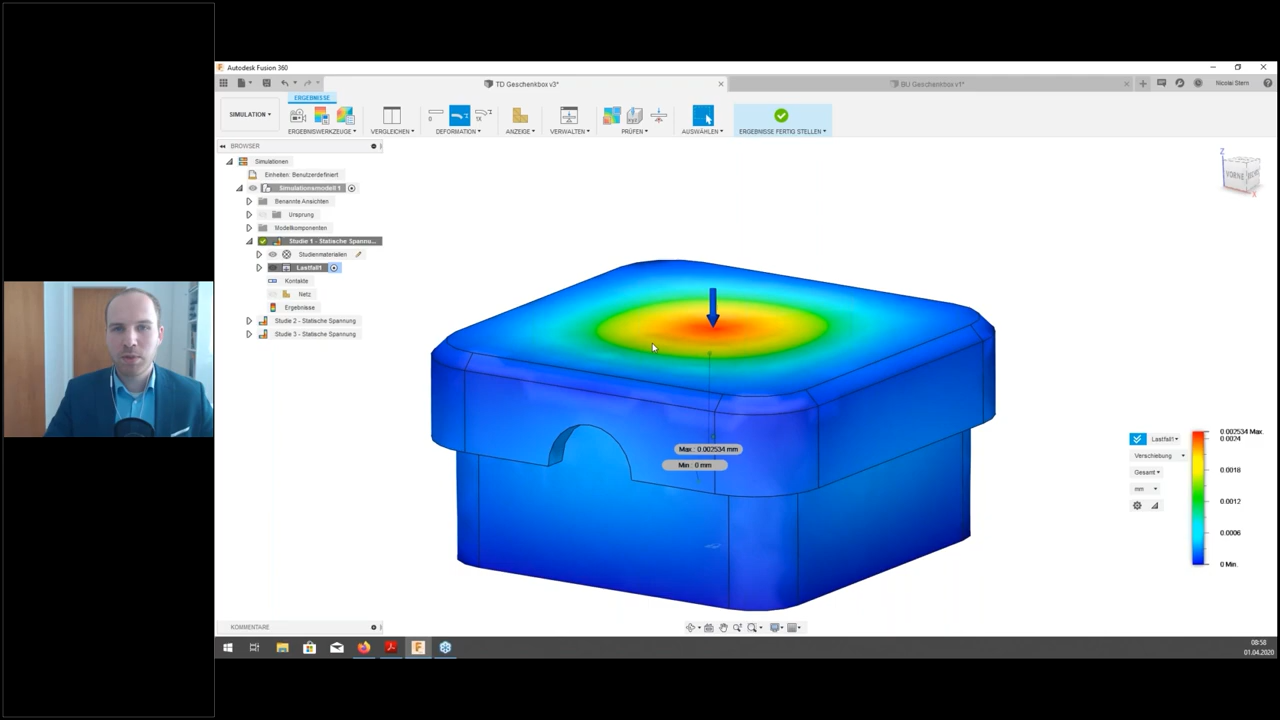 Autodesk Fusion 360
TD Geschenkbox v3*
BU Geschenkbox v1*
Nicolai Stern
ERGEBNISSE
SIMULATION
ERGEBNISWERKZEUGE
VERGLEICHEN
1X
DEFORMATION
ANZEIGE
VERWALTEN
PRÜFEN
AUSWÄHLEN
ERGEBNISSE FERTIG STELLEN
BROWSER
Simulationen
Einheiten: Benutzerdefiniert
Simulationsmodell 1
Benannte Ansichten
Ursprung
Modelkomponenten
Studie 1 - Statische Spannu...
Studienmaterialien
Lastfall1
Kontakte
Netz
Ergebnisse
Studie 2 - Statische Spannung
Studie 3 - Statische Spannung
Z
VORNE
X
Max.: 0.002534 mm
Min.: 0 mm
Lastfall1
Verschiebung
Gesamt
mm
0.002534 Max.
0.0024
0.0018
0.0012
0.0006
0 Min.
KOMMENTARE
08:58
01.04.2020